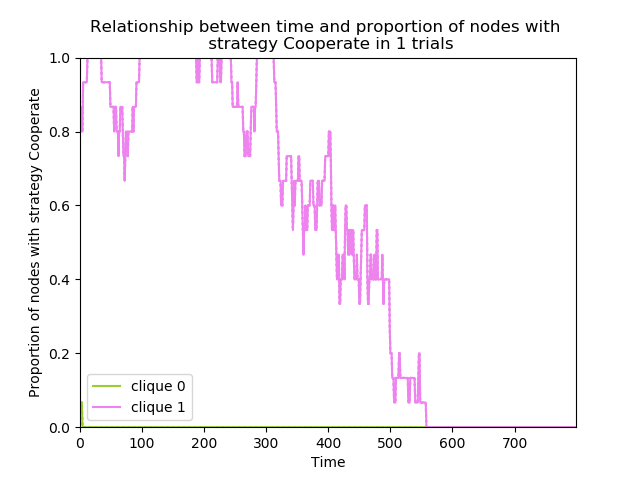 Relationship between time and proportion of nodes with
strategy Cooperate in 1 trials
1.0
0.8
0.6
0.4
0.2
0.0
Proportion of nodes with strategy Cooperate
clique 0
clique 1
0 100 200 300 400 500 600 700
Time